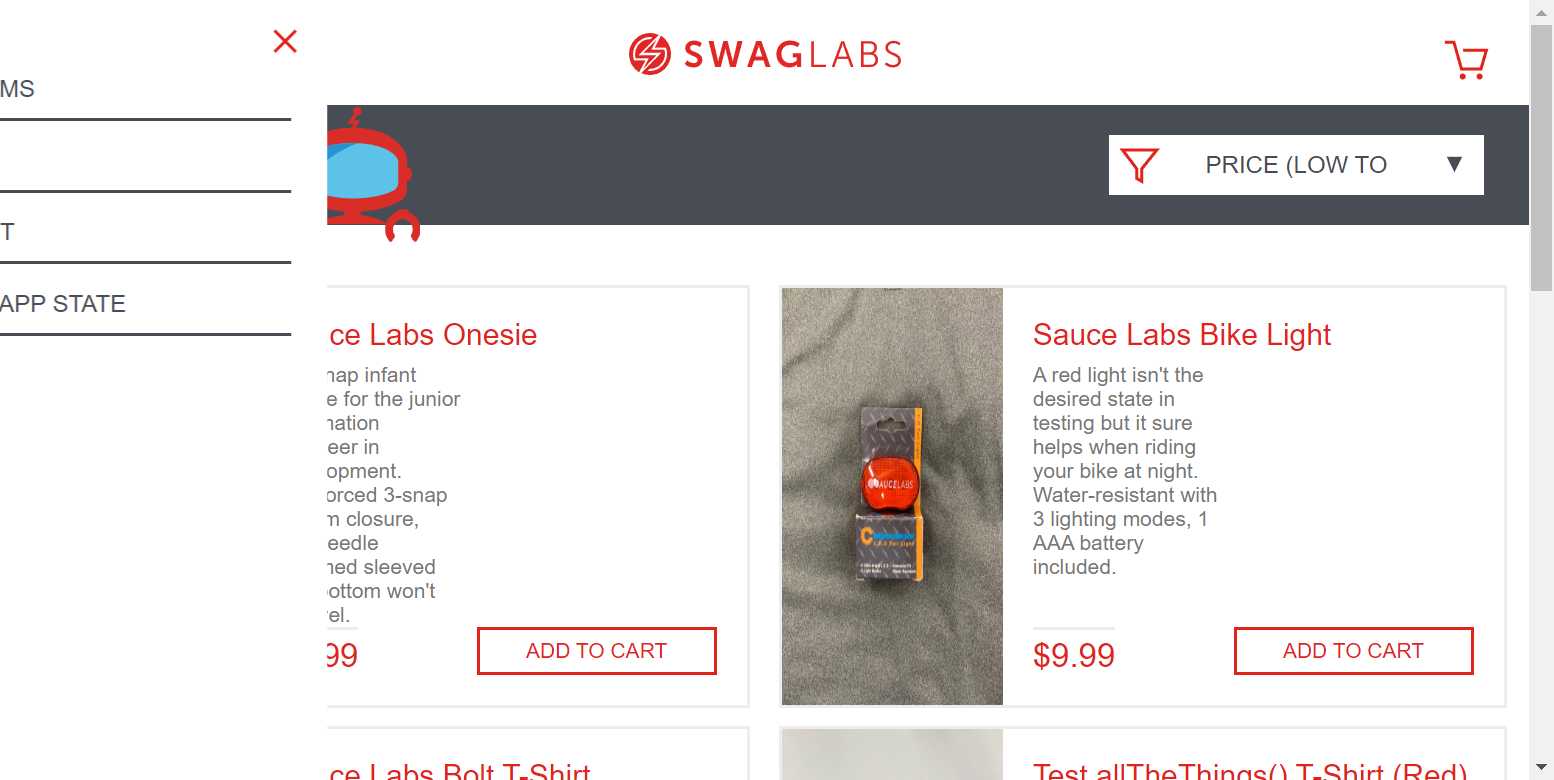 MS
T
APP STATE
SWAGLABS
PRICE (LOW TO
ce Labs Onesie
nap infant
e for the junior
nation
eer in
opment.
orced 3-snap
m closure,
eedle
ned sleeved
ottom won't
el.
99
ADD TO CART
SAUCELABS
Sauce Labs Bike Light
A red light isn't the
desired state in
testing but it sure
helps when riding
your bike at night.
Water-resistant with
3 lighting modes, 1
AAA battery
included.
$9.99
ADD TO CART
ce Labs Bolt T-Shirt
Test.allTheThings() T-Shirt (Red)